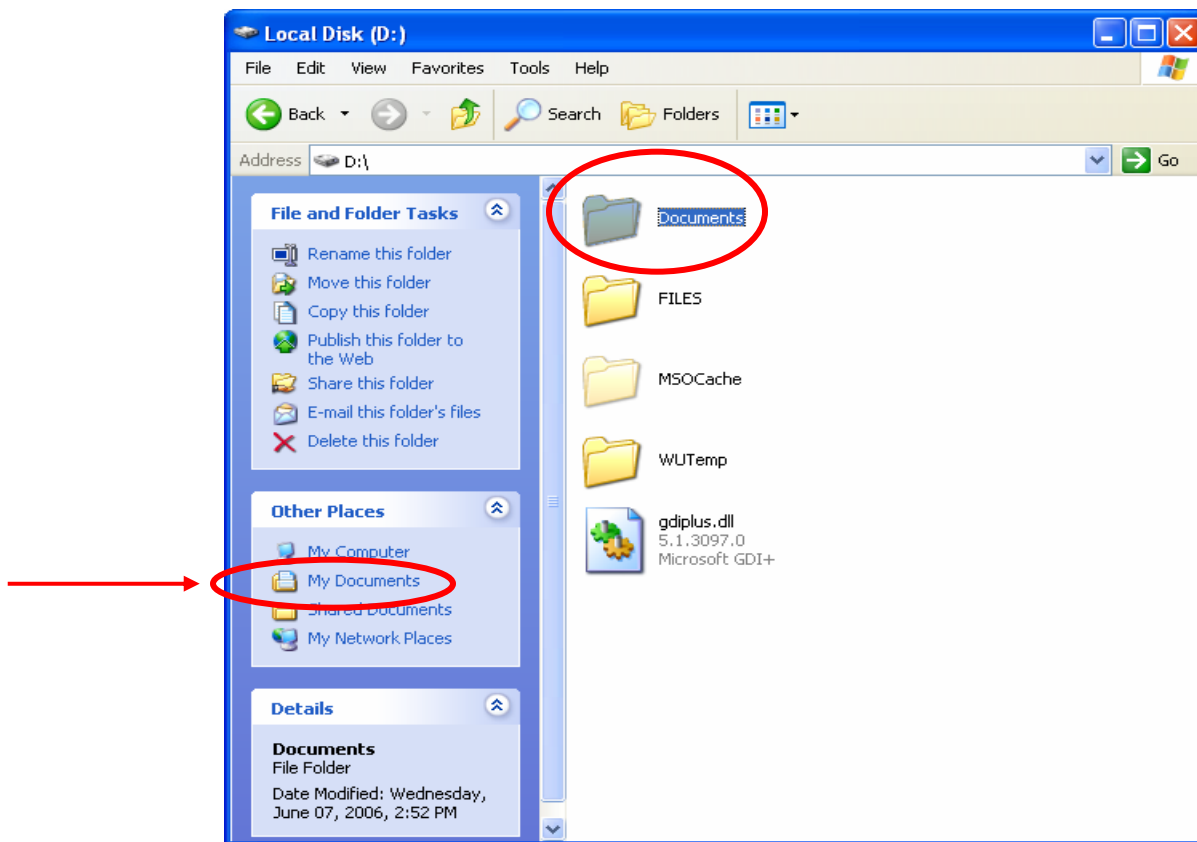 Local Disk (D:)
File Edit View Favorites Tools Help
Back Search Folders
Address D:\ Go
File and Folder Tasks
Rename this folder
Move this folder
Copy this folder
Publish this folder to
the Web
Share this folder
E-mail this folder's files
Delete this folder
Other Places
My Computer
My Documents
Shared Documents
My Network Places
Details
Documents
File Folder
Date Modified: Wednesday,
June 07, 2006, 2:52 PM
Documents
FILES
MSOCache
WUTemp
gdiplus.dll
5.1.3097.0
Microsoft GDI+